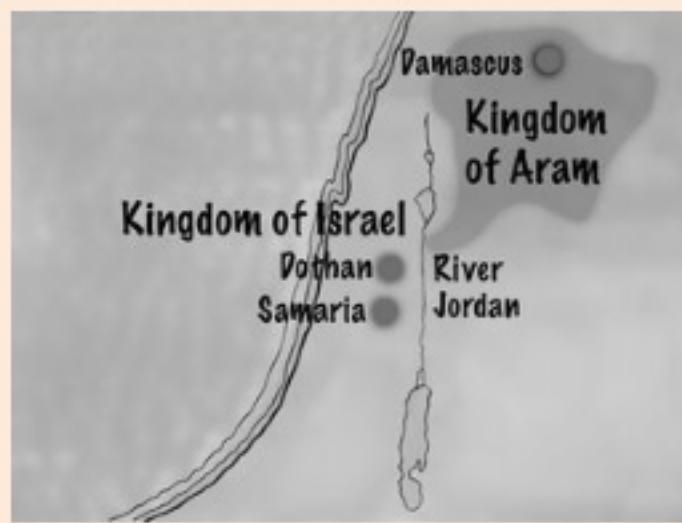 Damascus
Kingdom
of Aram
Kingdom of Israel
Dothan
River
Samaria
Jordan